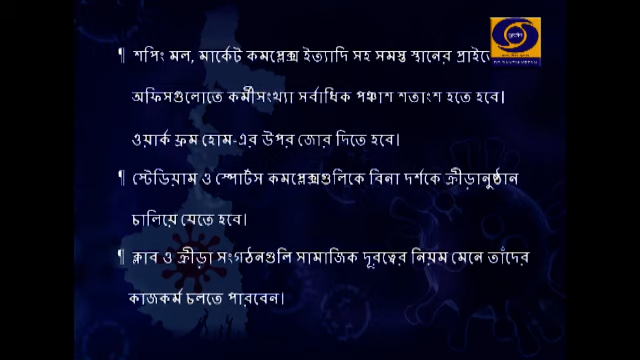 ¶ শপিং মল, মার্কেট কমপ্লেক্স ইত্যাদি সহ সমস্ত স্থানের
অফিসগুলোতে কর্মীসংখ্যা সর্বাধিক পঞ্চাশ শতাংশ হতে হবে।
ওয়ার্ক ফ্রম হোম-এর উপর জোর দিতে হবে।
¶ স্টেডিয়াম ও স্পোর্টস কমপ্লেক্সগুলিকে বিনা দর্শকে ক্রীড়ানুষ্ঠান
চালিয়ে যেতে হবে।
¶ ক্লাব ও ক্রীড়া সংগঠনগুলি সামাজিক দূরত্বের নিয়ম মেনে তাঁদের
কাজকর্ম চলতে পারবেন।